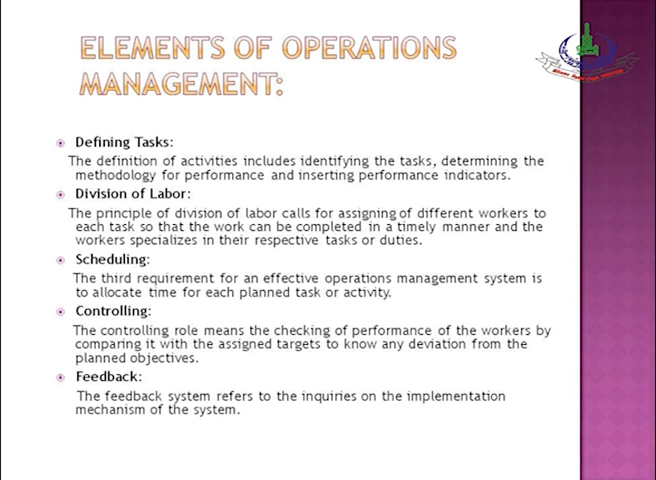 ELEMENTS OF OPERATIONS
MANAGEMENT:
Defining Tasks:
The definition of activities includes identifying the tasks, determining the
methodology for performance and inserting performance indicators.
Division of Labor:
The principle of division of labor calls for assigning of different workers to
each task so that the work can be completed in a timely manner and the
workers specializes in their respective tasks or duties.
Scheduling:
The third requirement for an effective operations management system is
to allocate time for each planned task or activity.
Controlling:
The controlling role means the checking of performance of the workers by
comparing it with the assigned targets to know any deviation from the
planned objectives.
Feedback:
The feedback system refers to the inquiries on the implementation
mechanism of the system.